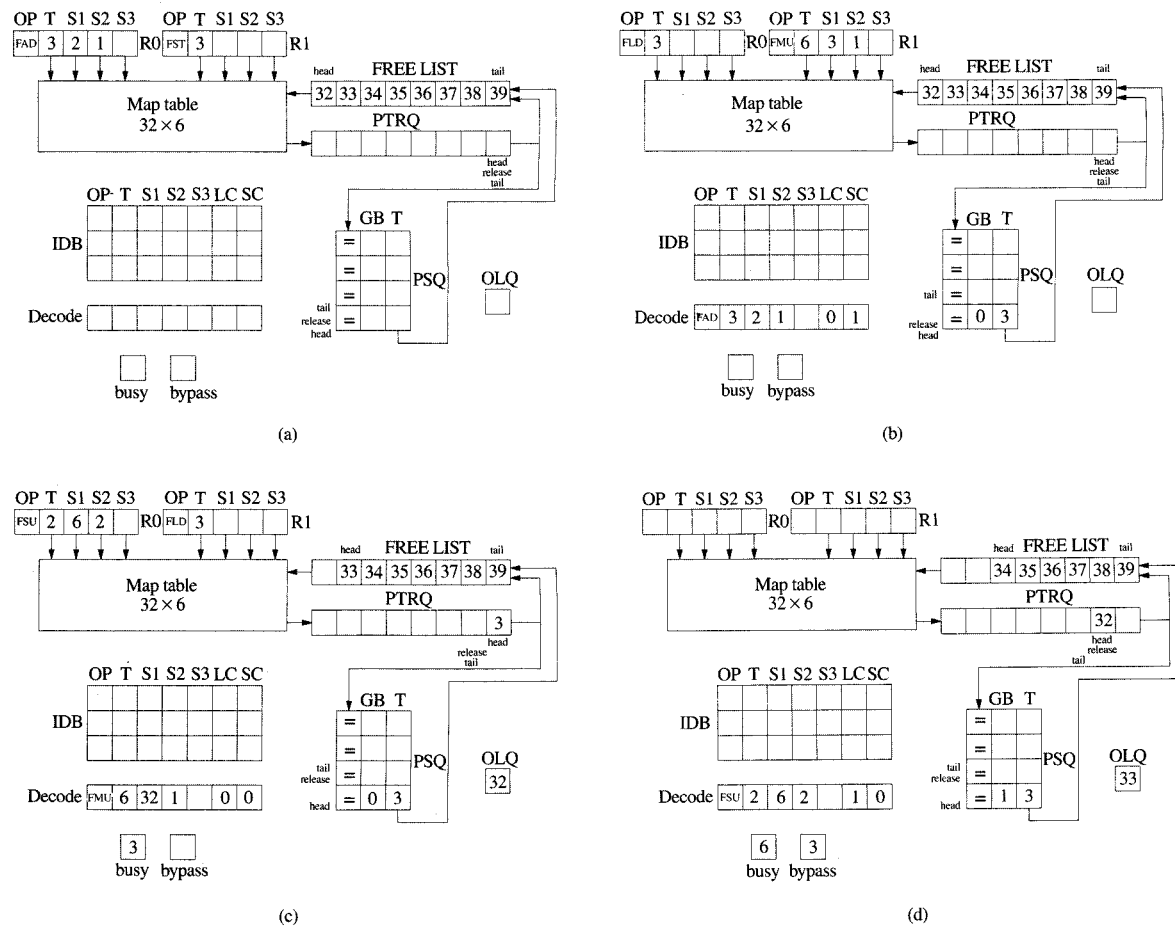 OP T S1 S2 S3 OP T S1 S2 S3
FAD 3 2 1 R0 FST 3 R1
head FREE LIST tail
32 33 34 35 36 37 38 39
Map table
32 × 6
PTRQ
head
release
tail
OP T S1 S2 S3 LC SC
IDB
GB T
=
=
=
=
PSQ
OLQ
Decode
tail
release
head
busy bypass
(a)
OP T S1 S2 S3 OP T S1 S2 S3
FLD 3 R0 FMU 6 3 1 R1
head FREE LIST tail
32 33 34 35 36 37 38 39
Map table
32 × 6
PTRQ
head
release
tail
OP T S1 S2 S3 LC SC
IDB
GB T
=
=
=
= 0 3
PSQ
OLQ
tail
release
head
Decode FAD 3 2 1 0 1
busy bypass
(b)
OP T S1 S2 S3 OP T S1 S2 S3
FSU 2 6 2 R0 FLD 3 R1
head FREE LIST tail
33 34 35 36 37 38 39
Map table
32 × 6
PTRQ
3
head
release
tail
OP T S1 S2 S3 LC SC
IDB
GB T
=
=
=
= 0 3
PSQ
OLQ
32
tail
release
head
Decode FMU 6 32 1 0 0
3
busy bypass
(c)
OP T S1 S2 S3 OP T S1 S2 S3
R0 R1
head FREE LIST tail
34 35 36 37 38 39
Map table
32 × 6
PTRQ
32
head
release
tail
OP T S1 S2 S3 LC SC
IDB
GB T
=
=
=
= 1 3
PSQ
OLQ
33
tail
release
head
Decode FSU 2 6 2 1 0
6 3
busy bypass
(d)